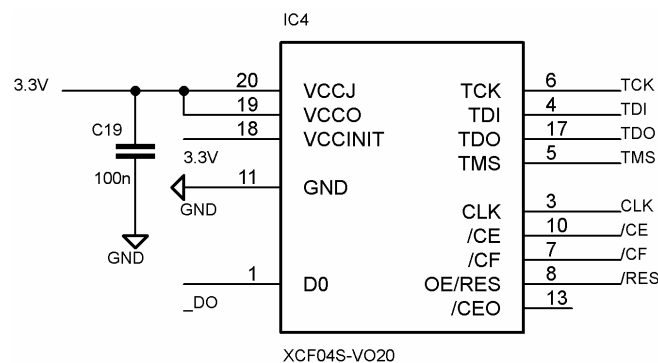 IC4
3.3V 20 VCCJ TCK 6 TCK
19 VCCO TDI 4 TDI
C19 18 VCCINIT TDO 17 TDO
3.3V TMS 5 TMS
100n 11 GND
GND CLK 3 CLK
/CE 10 /CE
GND /CF 7 /CF
1 D0 OE/RES 8 /RES
_DO /CEO 13
XCF04S-VO20